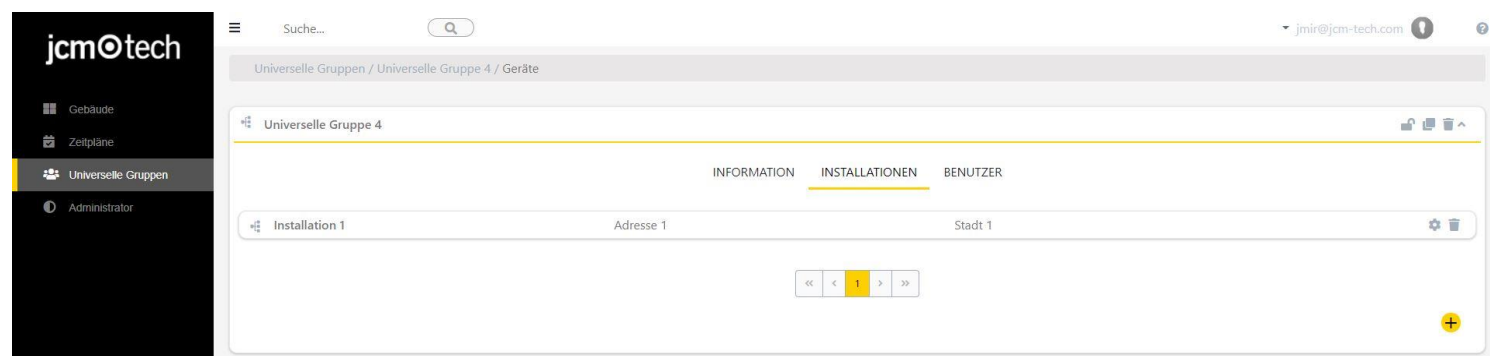 jcm tech
Suche...
jmir@jcm-tech.com
Universelle Gruppen / Universelle Gruppe 4 / Geräte
Gebäude
Zeitpläne
Universelle Gruppen
Administrator
Universelle Gruppe 4
INFORMATION INSTALLATIONEN BENUTZER
Installation 1 Adresse 1 Stadt 1
« < 1 > »